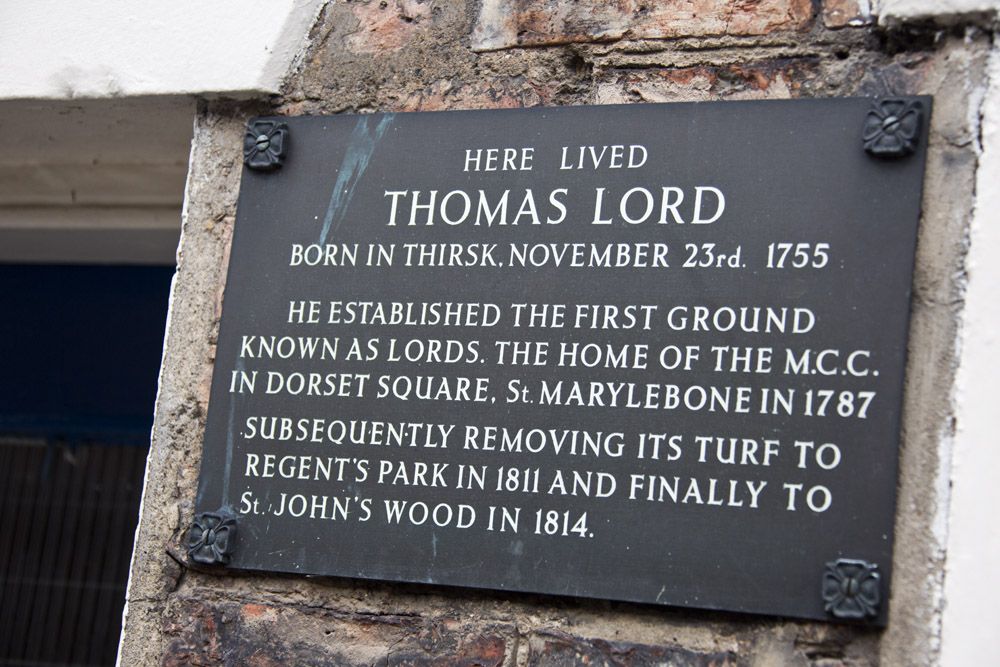 HERE LIVED
THOMAS LORD
BORN IN THIRSK, NOVEMBER 23rd. 1755
HE ESTABLISHED THE FIRST GROUND
KNOWN AS LORDS. THE HOME OF THE M.C.C.
IN DORSET SQUARE, St. MARYLEBONE IN 1787
SUBSEQUENTLY REMOVING ITS TURF TO
REGENT'S PARK IN 1811 AND FINALLY TO
St. JOHN'S WOOD IN 1814.